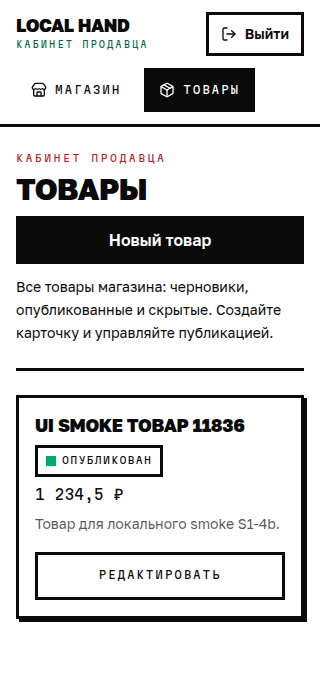 LOCAL HAND
КАБИНЕТ ПРОДАВЦА
Выйти
МАГАЗИН
ТОВАРЫ
КАБИНЕТ ПРОДАВЦА
ТОВАРЫ
Новый товар
Все товары магазина: черновики,
опубликованные и скрытые. Создайте
карточку и управляйте публикацией.
UI SMOKE ТОВАР 11836
ОПУБЛИКОВАН
1 234,5 ₽
Товар для локального smoke S1-4b.
РЕДАКТИРОВАТЬ